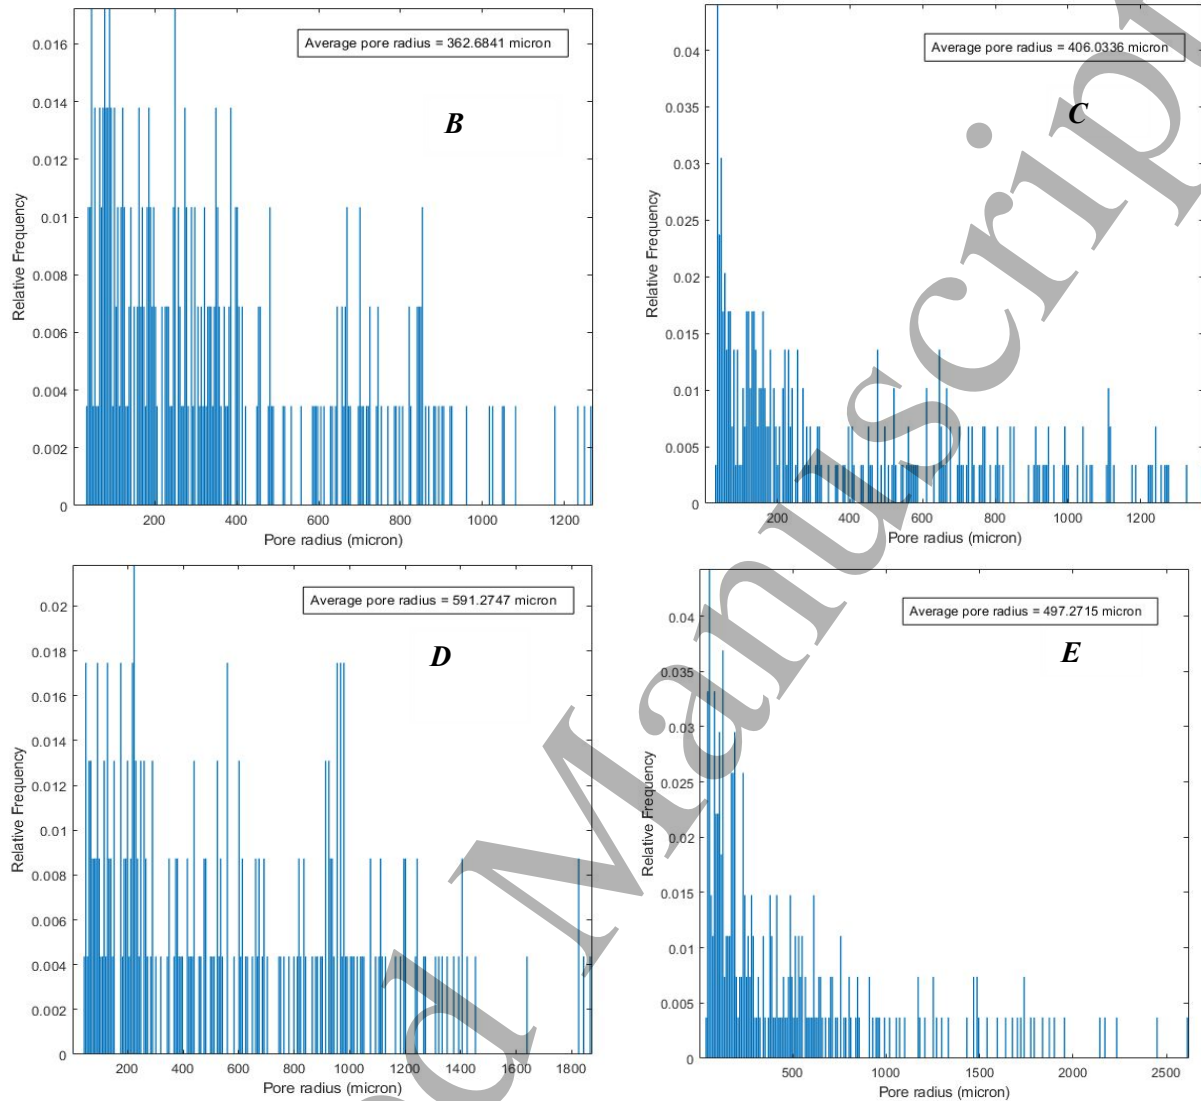 Average pore radius = 362.6841 micron
B
0.016
0.014
0.012
0.01
0.008
0.006
0.004
0.002
0
Relative Frequency
200 400 600 800 1000 1200
Pore radius (micron)
Average pore radius = 406.0336 micron
C
0.04
0.035
0.03
0.025
0.02
0.015
0.01
0.005
0
Relative Frequency
200 400 600 800 1000 1200
Pore radius (micron)
Average pore radius = 591.2747 micron
D
0.02
0.018
0.016
0.014
0.012
0.01
0.008
0.006
0.004
0.002
0
Relative Frequency
200 400 600 800 1000 1200 1400 1600 1800
Pore radius (micron)
Average pore radius = 497.2715 micron
E
0.04
0.035
0.03
0.025
0.02
0.015
0.01
0.005
0
Relative Frequency
500 1000 1500 2000 2500
Pore radius (micron)
d Manuscrip